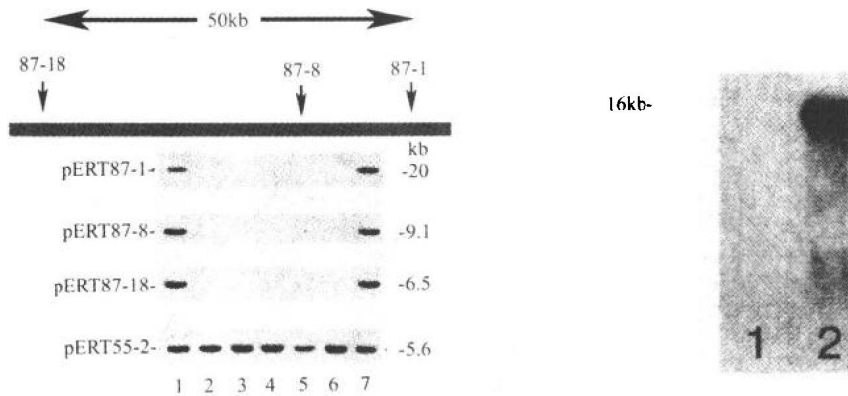 50kb
87-18 87-8 87-1
16kb-
kb
pERT87-1- -20
pERT87-8- -9.1
pERT87-18- -6.5
pERT55-2- -5.6
1 2 3 4 5 6 7
1 2